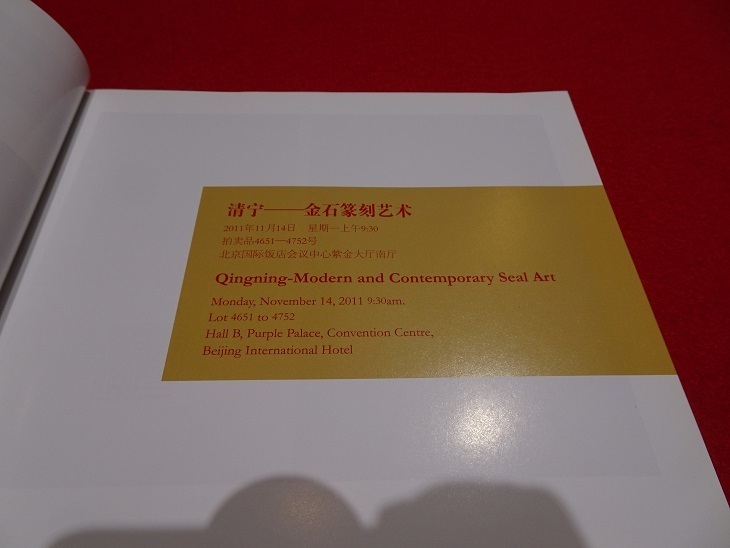 清宁——金石篆刻艺术
2011年11月14日 星期一上午9:30
拍卖品4651—4752号
北京国际饭店会议中心紫金大厅南厅
Qingning-Modern and Contemporary Seal Art
Monday, November 14, 2011 9:30am.
Lot 4651 to 4752
Hall B, Purple Palace, Convention Centre,
Beijing International Hotel